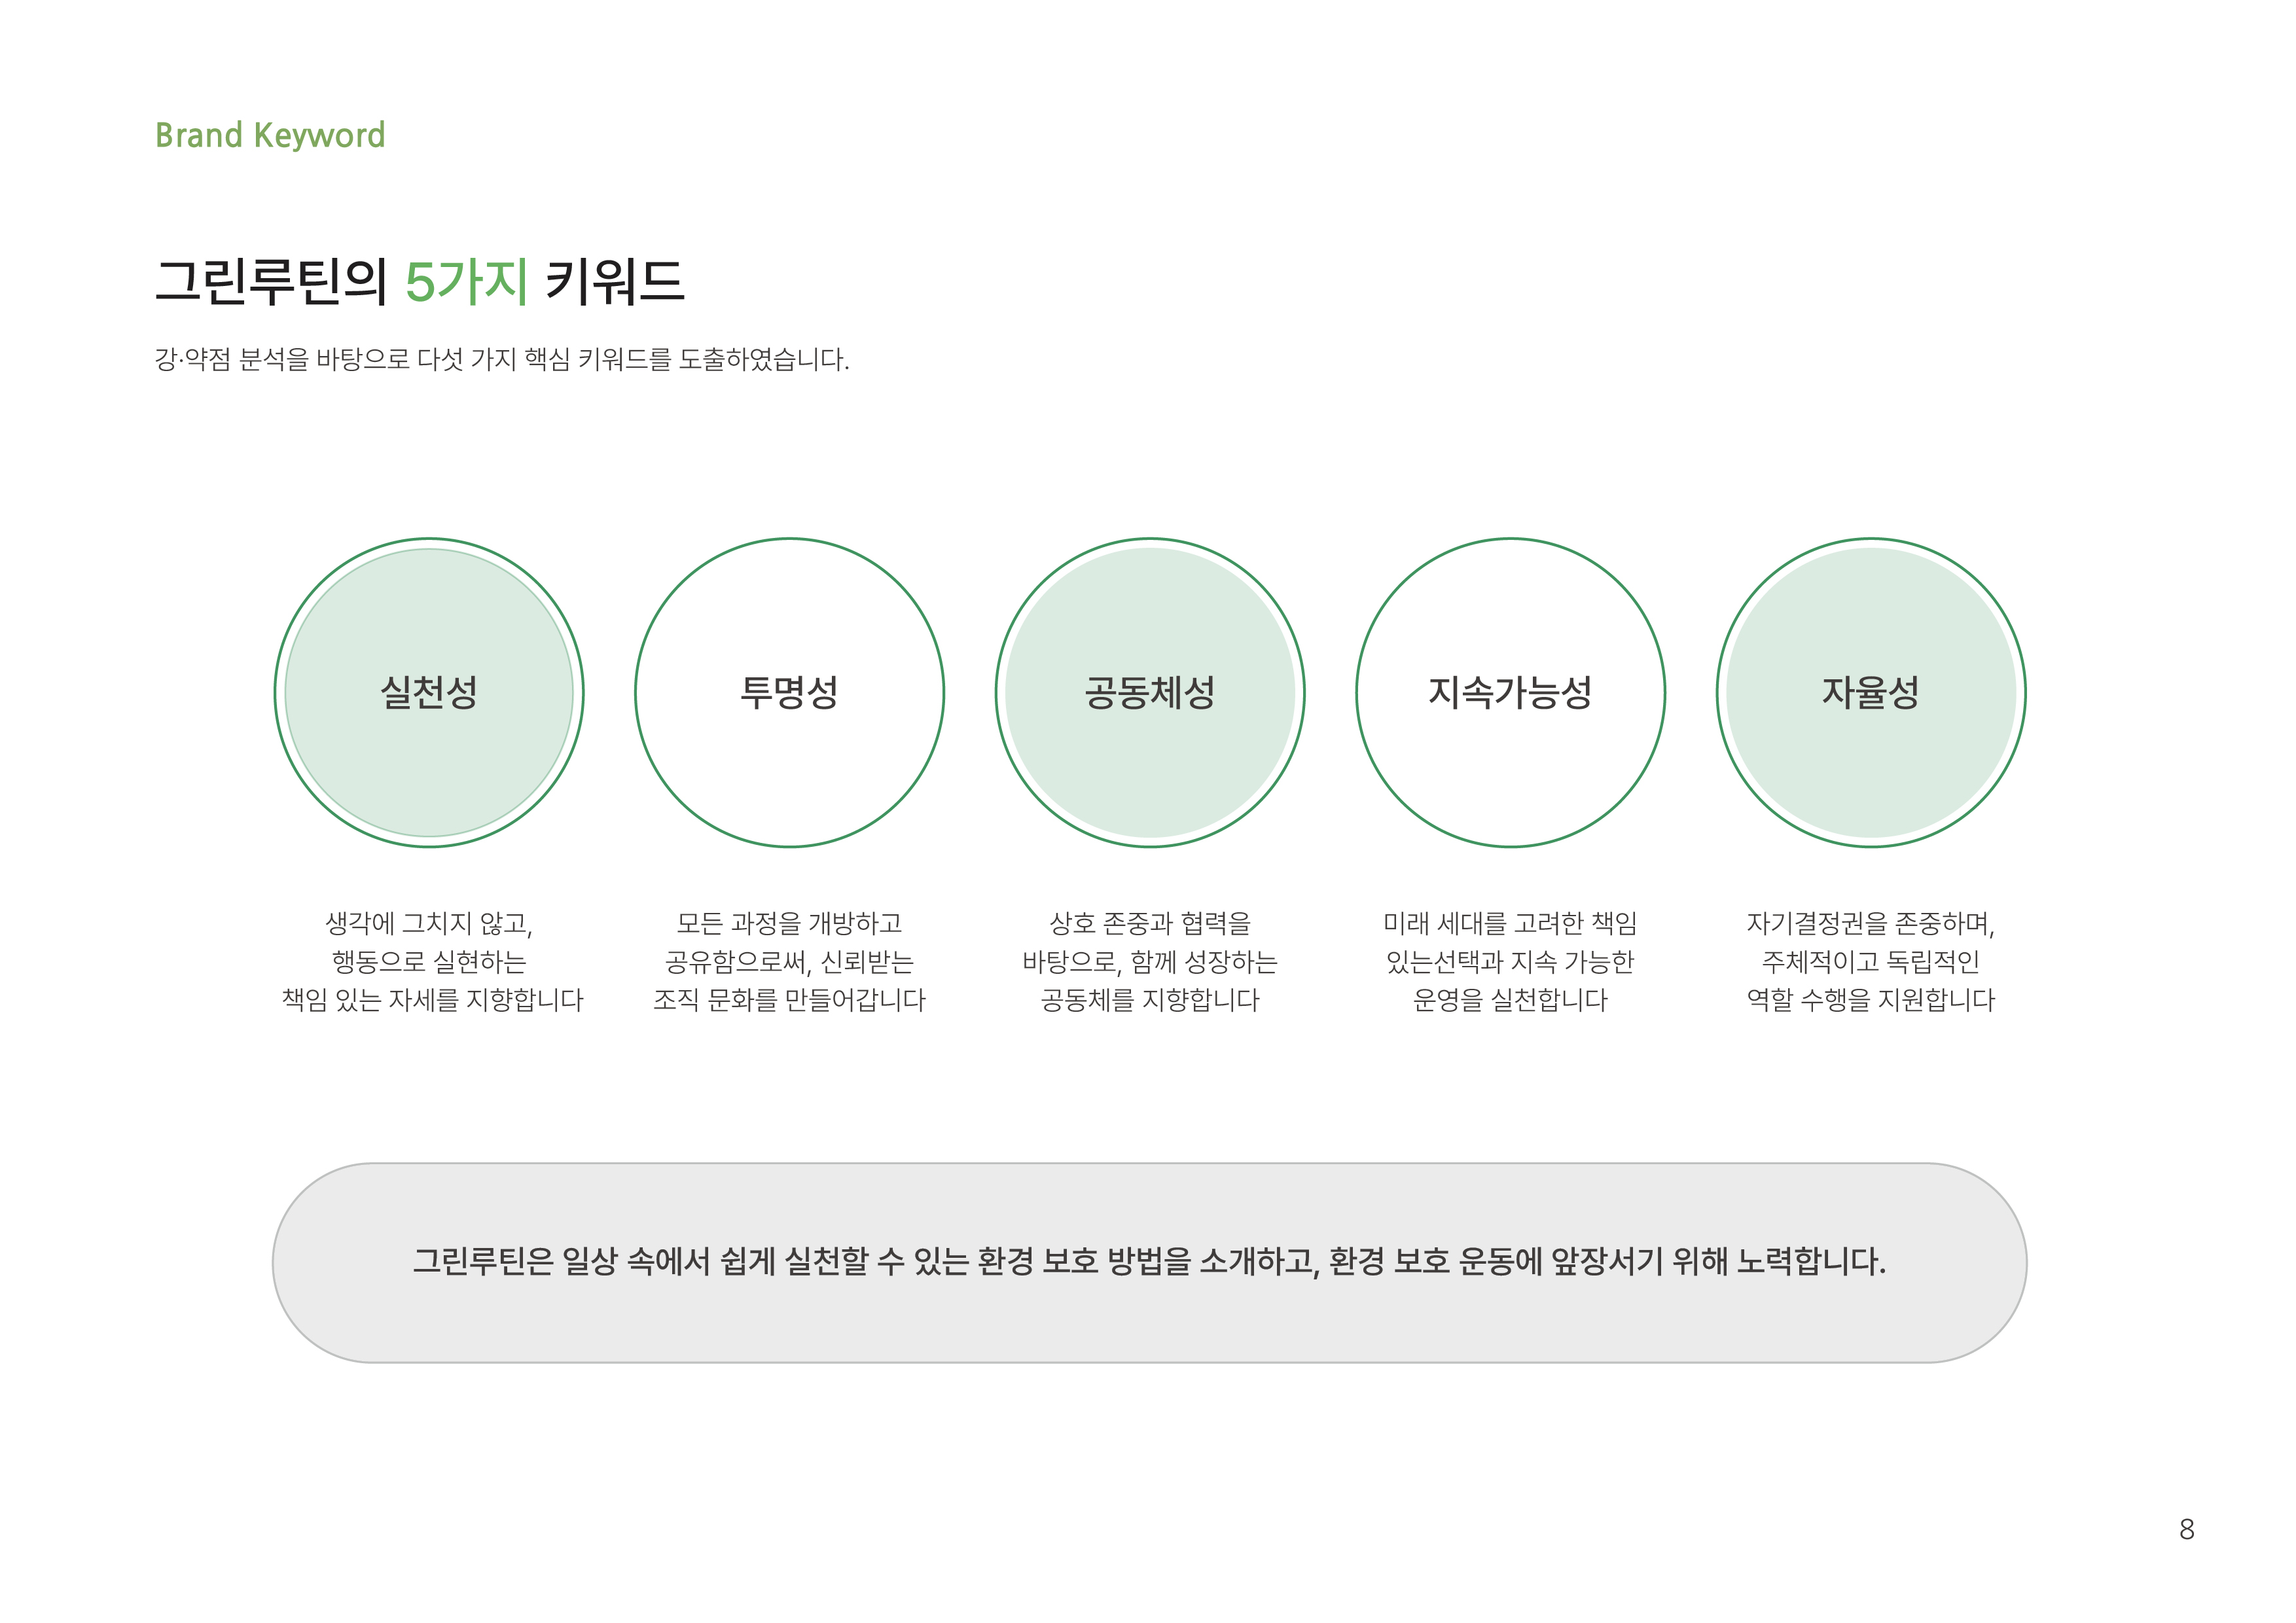 Brand Keyword
그린루틴의 5가지 키워드
강·약점 분석을 바탕으로 다섯 가지 핵심 키워드를 도출하였습니다.
실천성
투명성
공동체성
지속가능성
자율성
생각에 그치지 않고,
행동으로 실현하는
책임 있는 자세를 지향합니다
모든 과정을 개방하고
공유함으로써, 신뢰받는
조직 문화를 만들어갑니다
상호 존중과 협력을
바탕으로, 함께 성장하는
공동체를 지향합니다
미래 세대를 고려한 책임
있는선택과 지속 가능한
운영을 실천합니다
자기결정권을 존중하며,
주체적이고 독립적인
역할 수행을 지원합니다
그린루틴은 일상 속에서 쉽게 실천할 수 있는 환경 보호 방법을 소개하고, 환경 보호 운동에 앞장서기 위해 노력합니다.
8